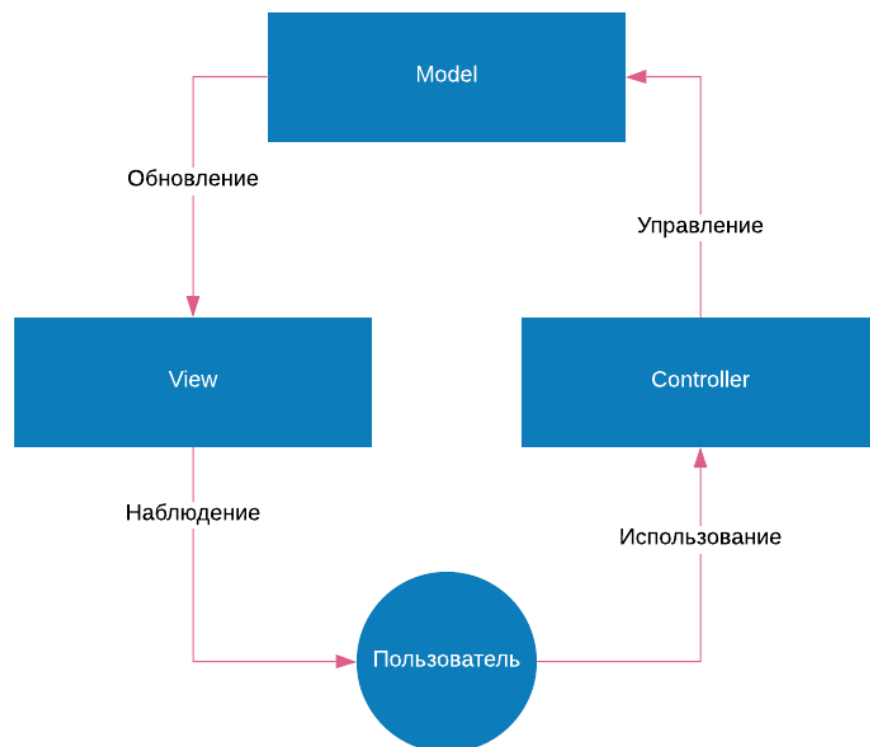 Model
Обновление
Управление
View
Controller
Наблюдение
Использование
Пользователь